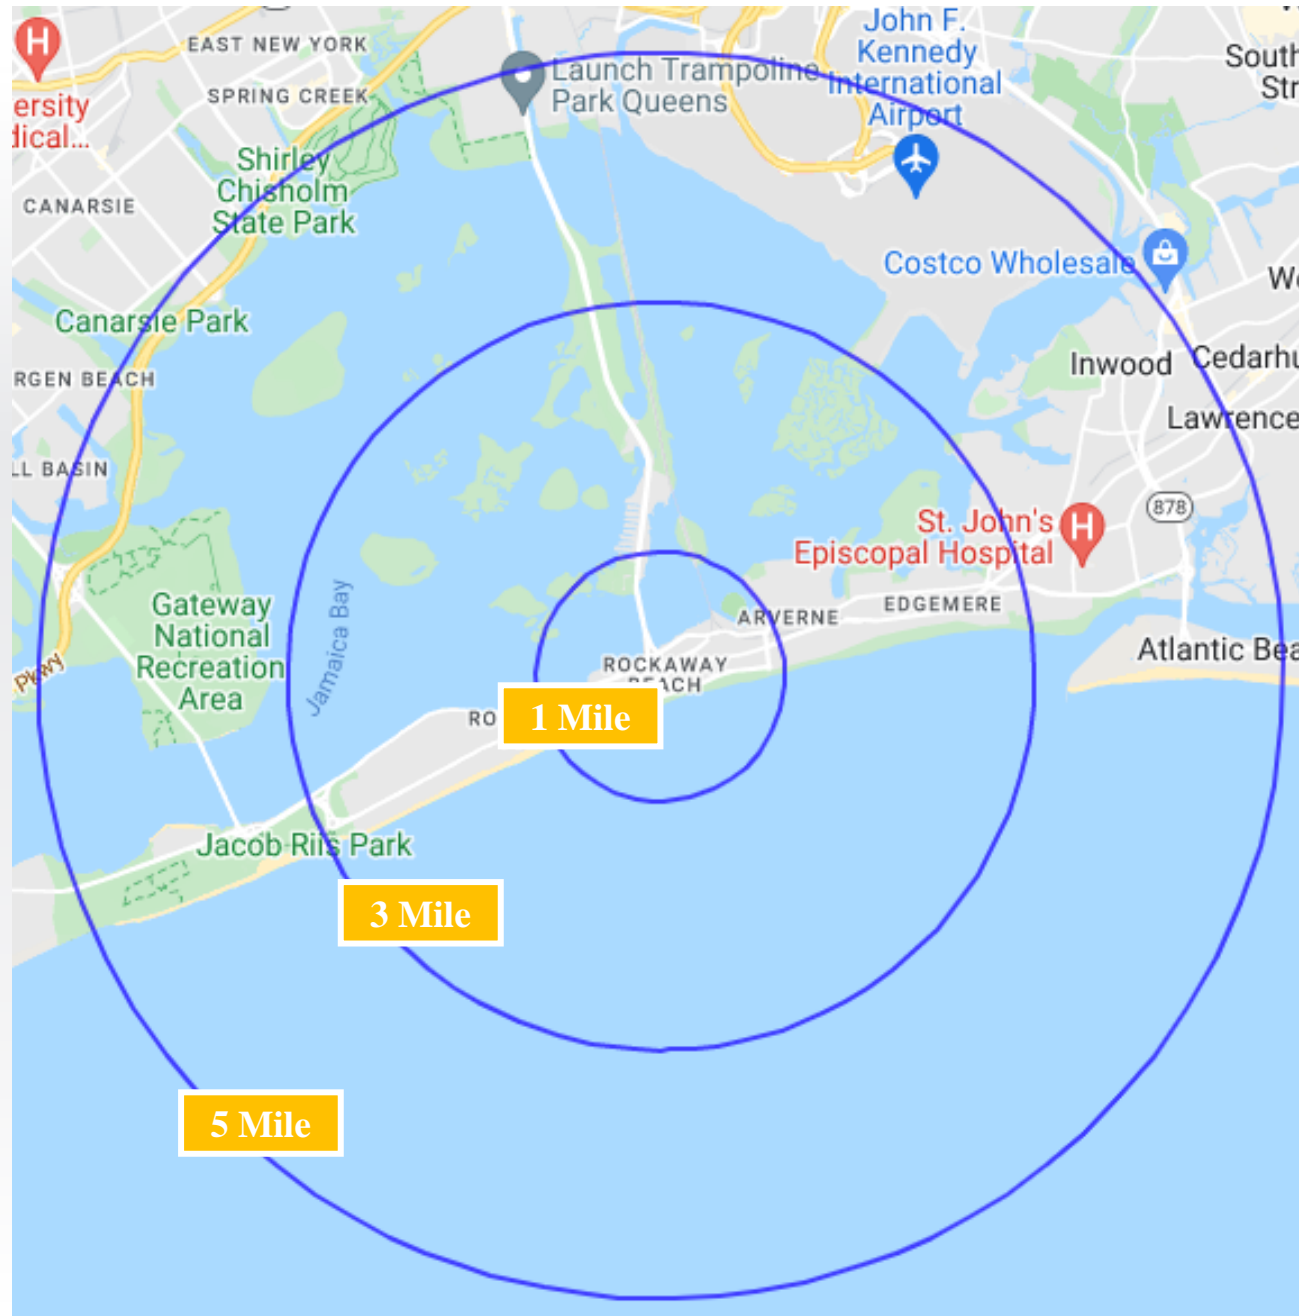 John F.
Kennedy
International
Airport
EAST NEW YORK
South
Str
Launch Trampoline
Park Queens
SPRING CREEK
ersity
dical...
Shirley
Chisholm
State Park
CANARSIE
Costco Wholesale
We
Canarsie Park
Inwood
Cedarhu
RGEN BEACH
Lawrence
LL BASIN
878
St. John's
Episcopal Hospital
Gateway
National
Recreation
Area
Jamaica Bay
EDGEMERE
ARVERNE
Pkwy
ROCKAWAY
BEACH
Atlantic Bea
RO
1 Mile
Jacob Riis Park
3 Mile
5 Mile